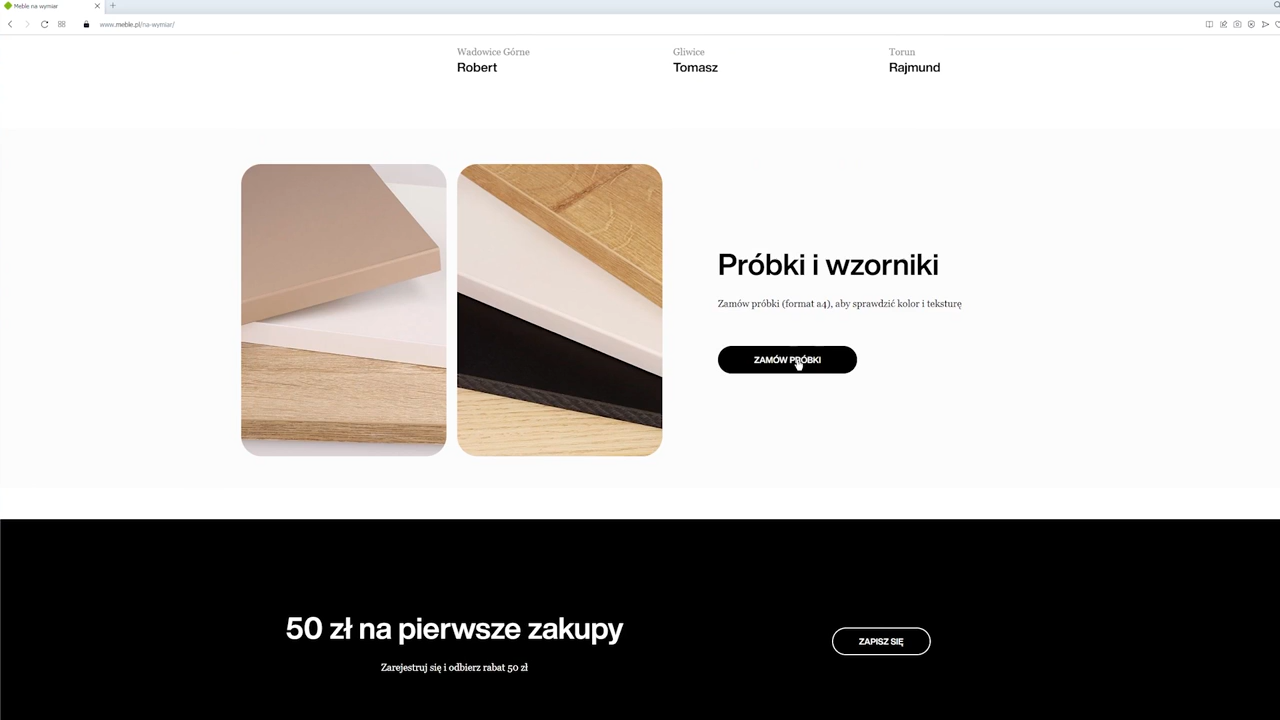 Meble na wymiar
www.meble.pl/na-wymiar/
Wadowice Górne
Robert
Gliwice
Tomasz
Torun
Rajmund
Próbki i wzorniki
Zamów próbki (format a4), aby sprawdzić kolor i teksturę
ZAMÓW PRÓBKI
50 zł na pierwsze zakupy
Zarejestruj się i odbierz rabat 50 zł
ZAPISZ SIĘ